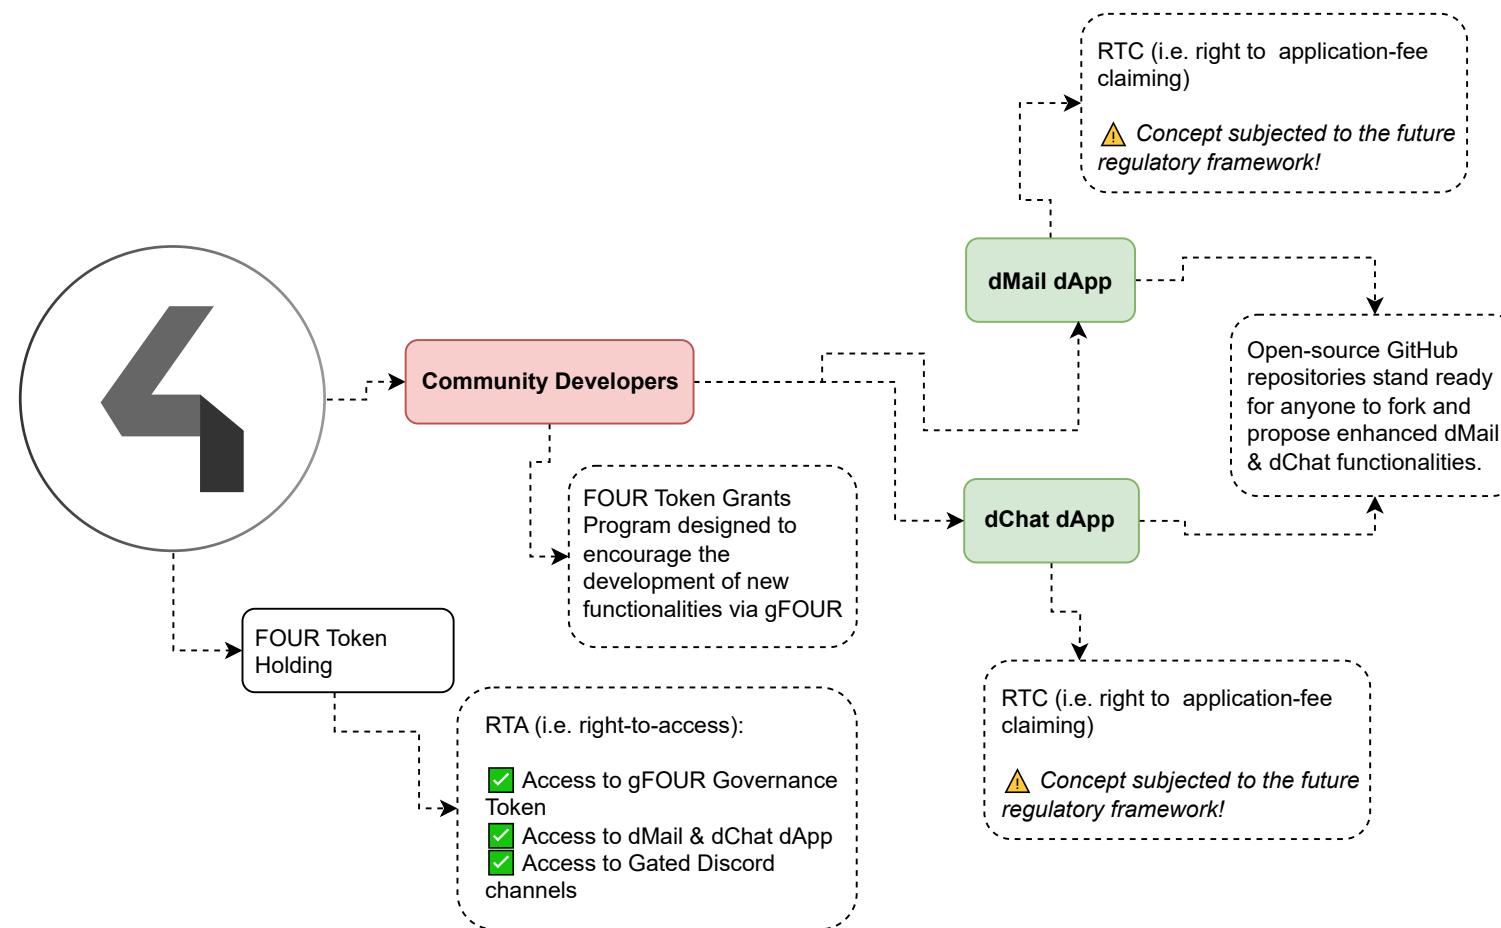 RTC (i.e. right to  application-fee
claiming)
⚠️ Concept subjected to the future
regulatory framework!
dMail dApp
Open-source GitHub
repositories stand ready
for anyone to fork and
propose enhanced dMail
& dChat functionalities.
Community Developers
FOUR Token Grants
Program designed to
encourage the
development of new
functionalities via gFOUR
dChat dApp
FOUR Token
Holding
RTC (i.e. right to  application-fee
claiming)
⚠️ Concept subjected to the future
regulatory framework!
RTA (i.e. right-to-access):
✅ Access to gFOUR Governance
Token
✅ Access to dMail & dChat dApp
✅ Access to Gated Discord
channels